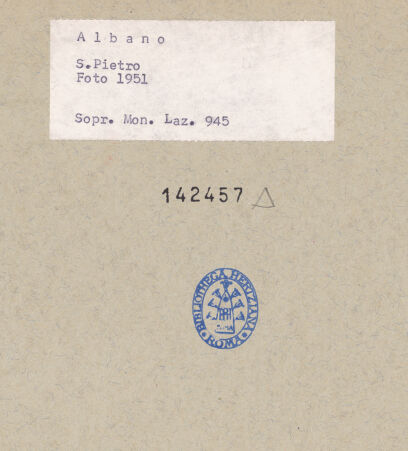 Albano
S.Pietro
Foto 1951
Sopr. Mon. Laz. 945
142457
BIBLIOTHECA HERTZIANA
ROMA